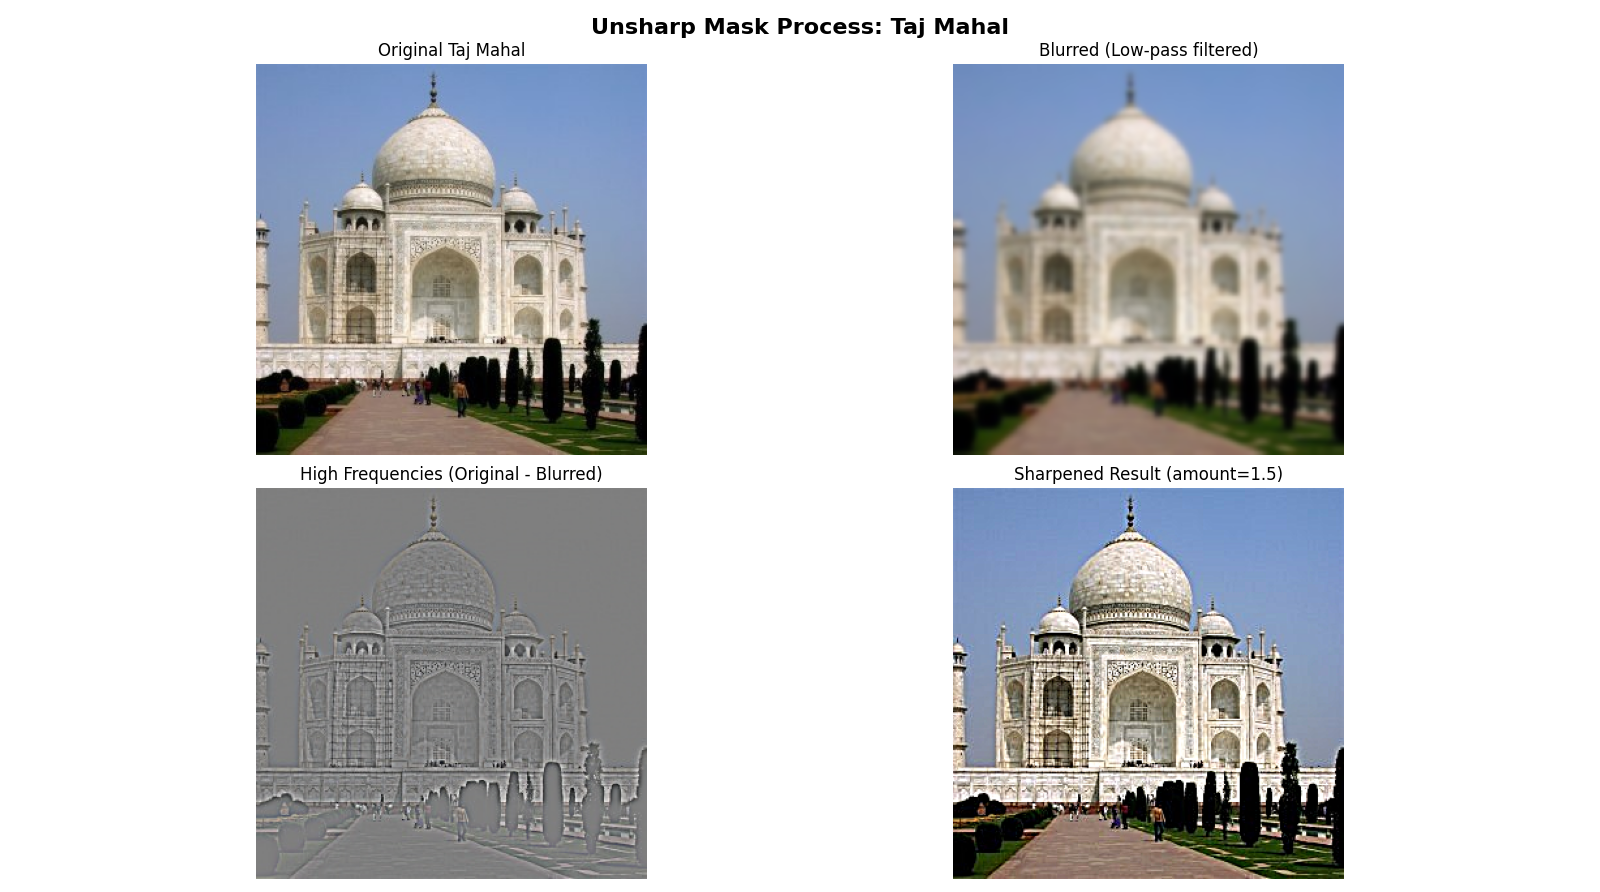 Unsharp Mask Process: Taj Mahal
Original Taj Mahal
Blurred (Low-pass filtered)
High Frequencies (Original - Blurred)
Sharpened Result (amount=1.5)